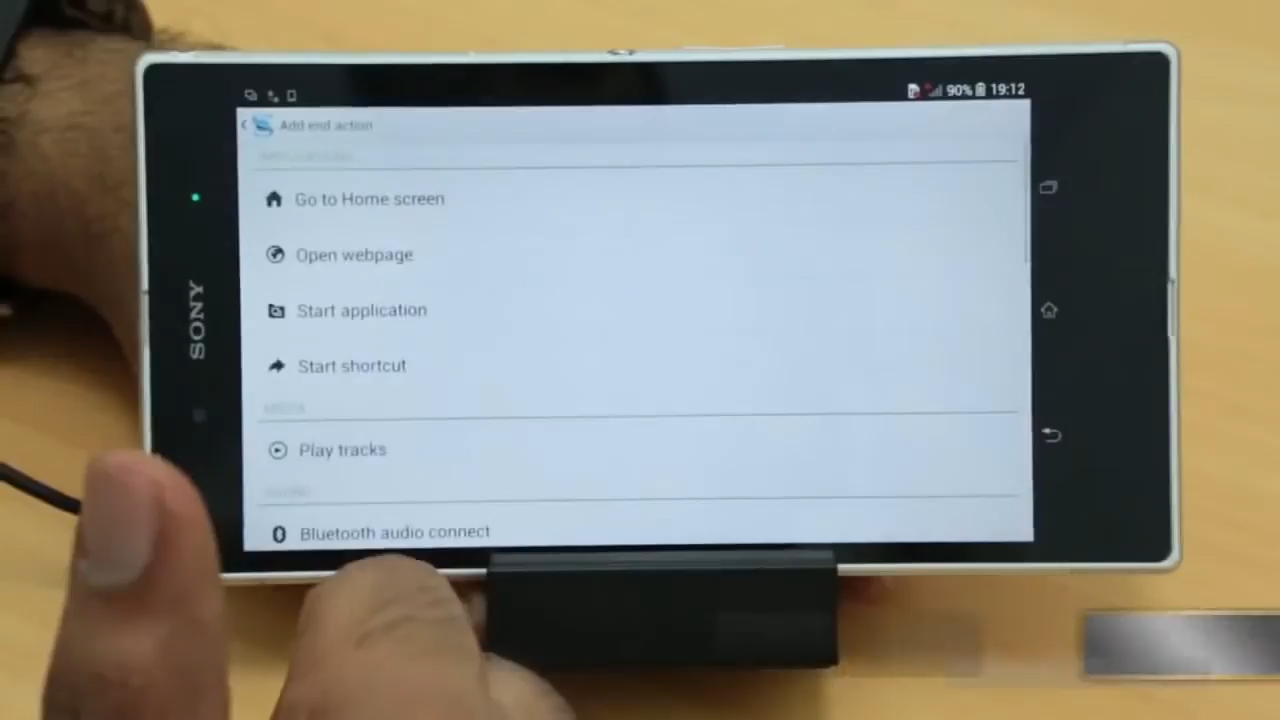 90% 19:12
Add end action
Go to Home screen
Open webpage
Start application
Start shortcut
MEDIA
Play tracks
Bluetooth audio connect
SONY